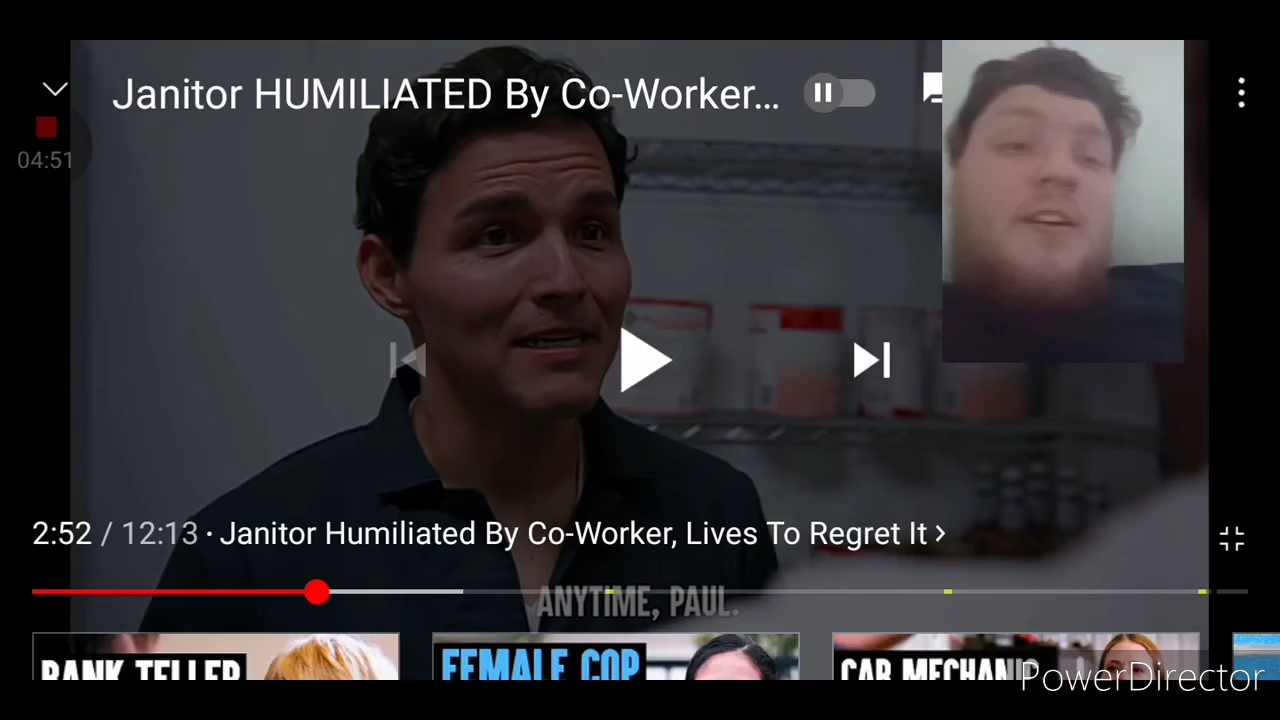 Janitor HUMILIATED By Co-Worker...
04:51
2:52 / 12:13 · Janitor Humiliated By Co-Worker, Lives To Regret It >
ANYTIME, PAUL.
BANK TELLER
FEMALE COP
CAR MECHANI
PowerDirector